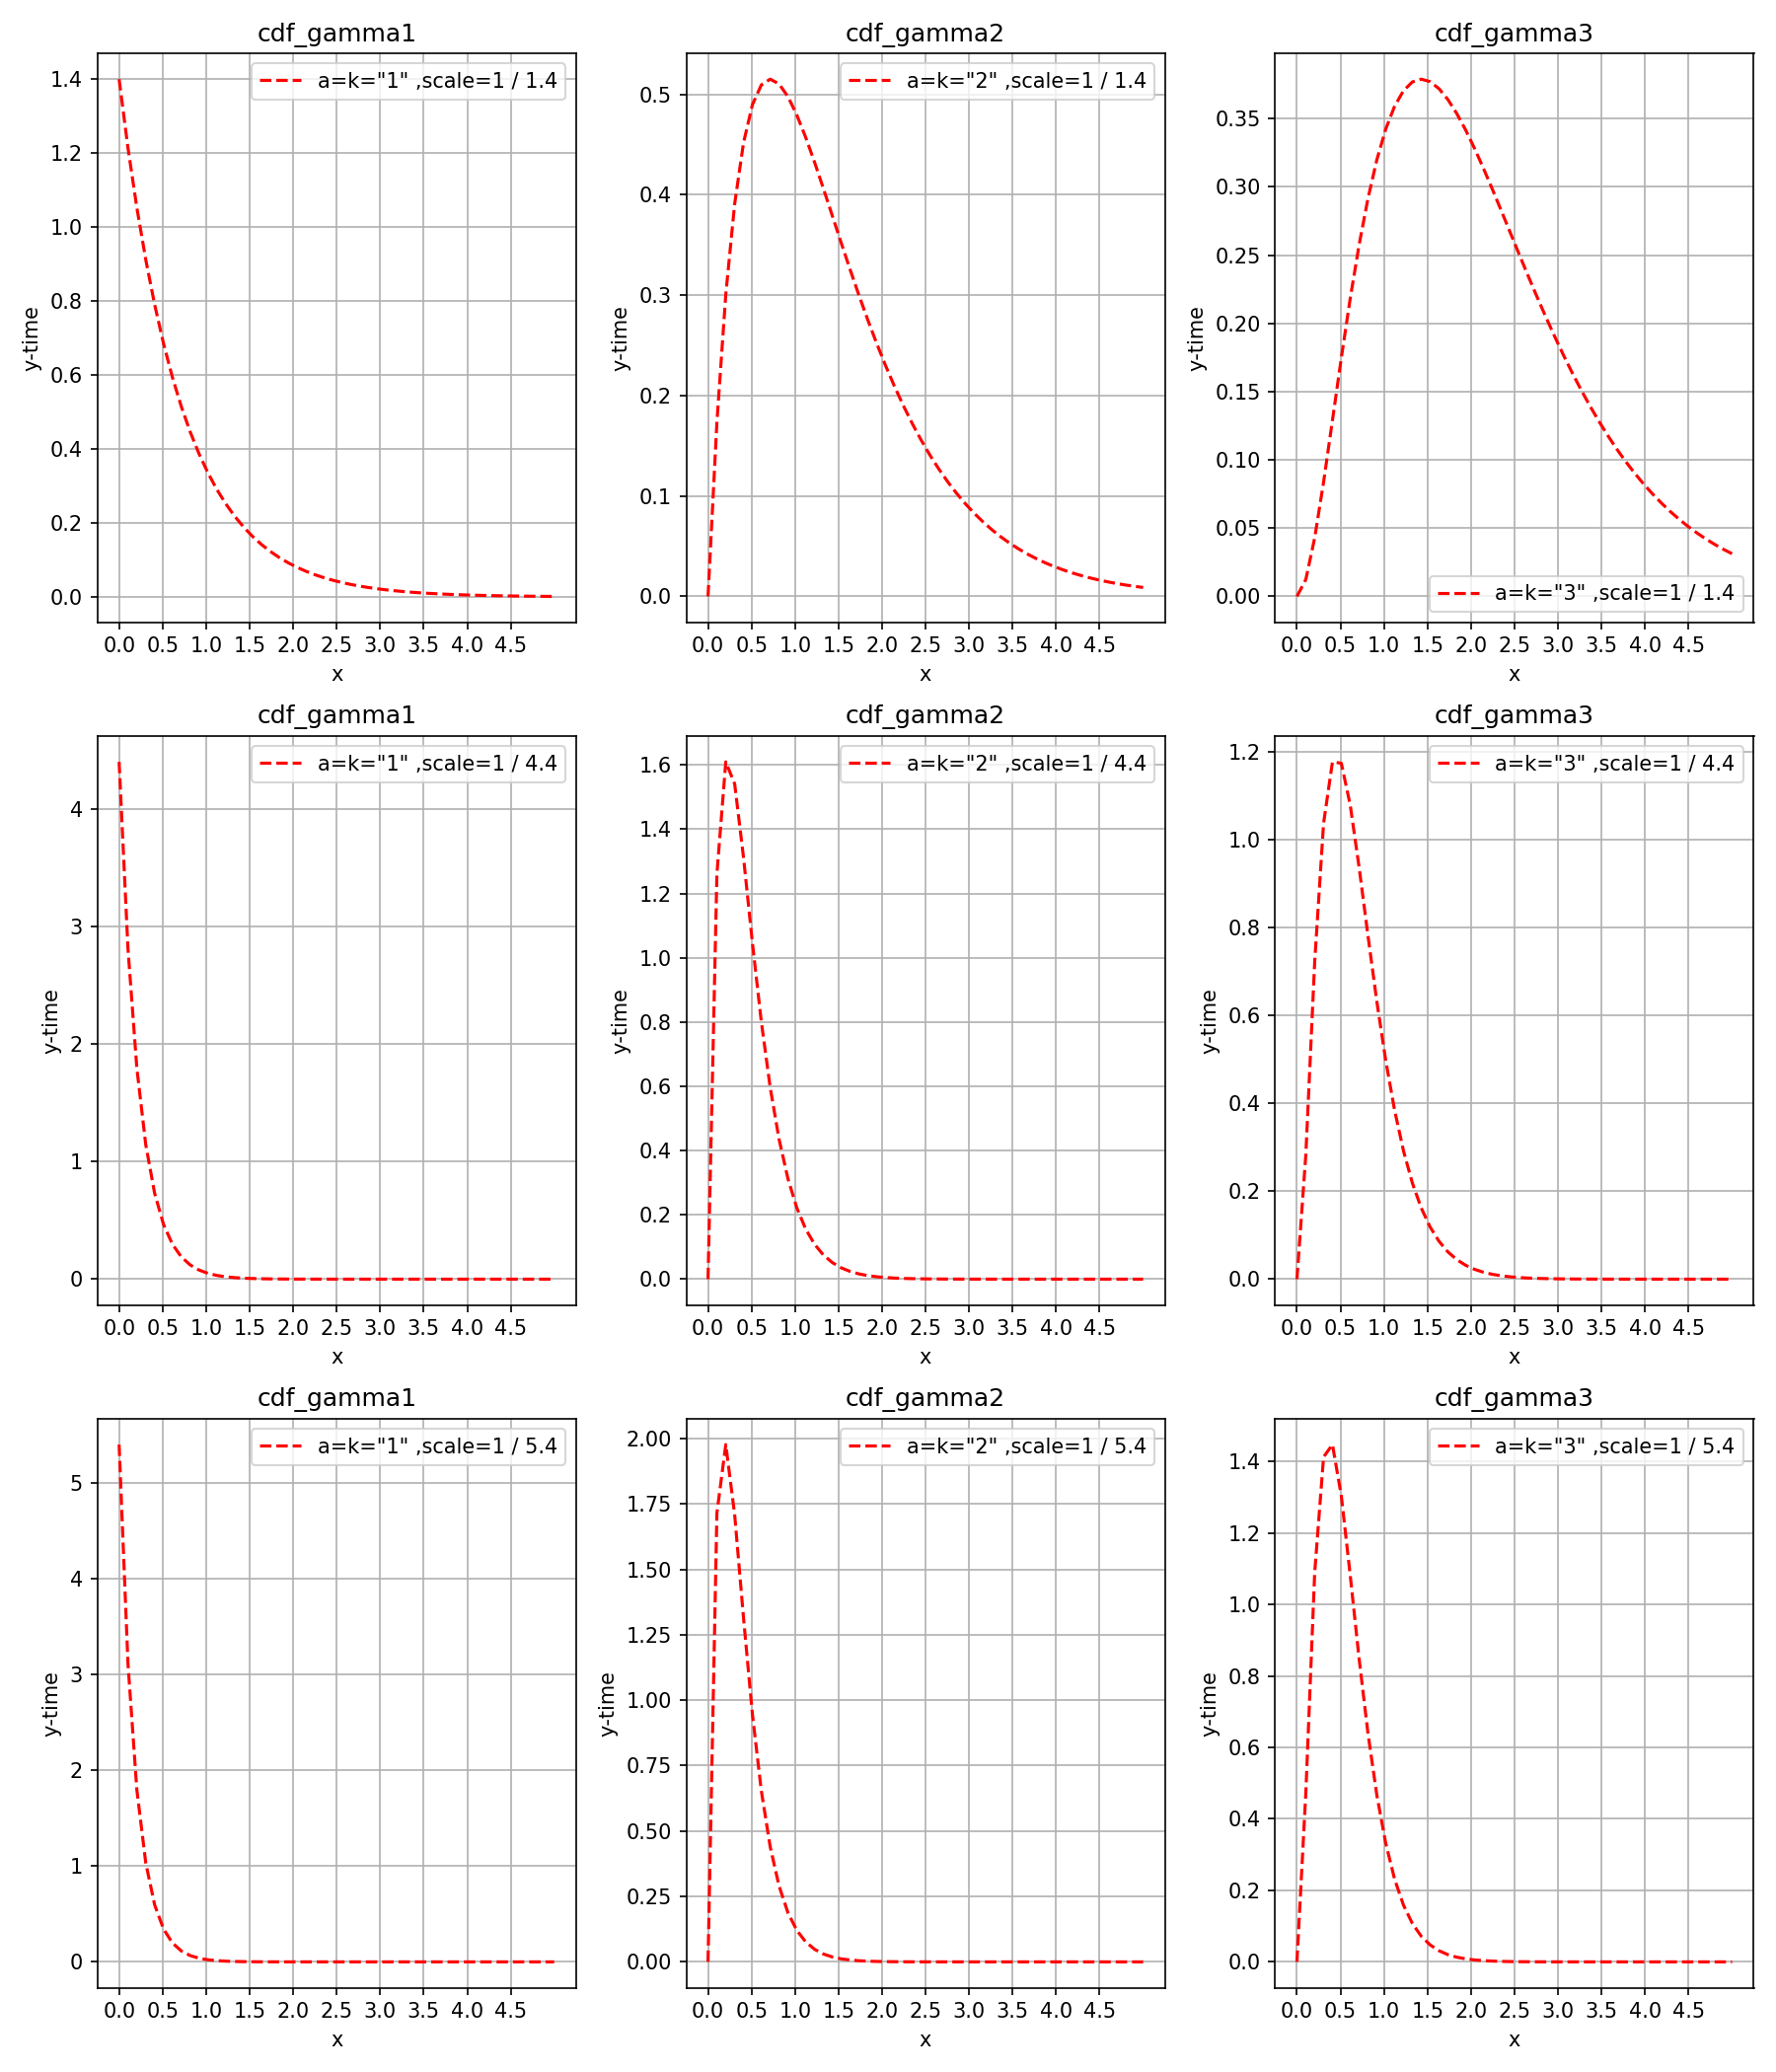 cdf_gamma1
a=k="1" ,scale=1 / 1.4
1.4
1.2
1.0
0.8
0.6
0.4
0.2
0.0
y-time
0.0 0.5 1.0 1.5 2.0 2.5 3.0 3.5 4.0 4.5
x
cdf_gamma2
a=k="2" ,scale=1 / 1.4
0.5
0.4
0.3
0.2
0.1
0.0
y-time
0.0 0.5 1.0 1.5 2.0 2.5 3.0 3.5 4.0 4.5
x
cdf_gamma3
0.35
0.30
0.25
0.20
0.15
0.10
0.05
0.00
y-time
a=k="3" ,scale=1 / 1.4
0.0 0.5 1.0 1.5 2.0 2.5 3.0 3.5 4.0 4.5
x
cdf_gamma1
a=k="1" ,scale=1 / 4.4
4
3
2
1
0
y-time
0.0 0.5 1.0 1.5 2.0 2.5 3.0 3.5 4.0 4.5
x
cdf_gamma2
a=k="2" ,scale=1 / 4.4
1.6
1.4
1.2
1.0
0.8
0.6
0.4
0.2
0.0
y-time
0.0 0.5 1.0 1.5 2.0 2.5 3.0 3.5 4.0 4.5
x
cdf_gamma3
a=k="3" ,scale=1 / 4.4
1.2
1.0
0.8
0.6
0.4
0.2
0.0
y-time
0.0 0.5 1.0 1.5 2.0 2.5 3.0 3.5 4.0 4.5
x
cdf_gamma1
a=k="1" ,scale=1 / 5.4
5
4
3
2
1
0
y-time
0.0 0.5 1.0 1.5 2.0 2.5 3.0 3.5 4.0 4.5
x
cdf_gamma2
a=k="2" ,scale=1 / 5.4
2.00
1.75
1.50
1.25
1.00
0.75
0.50
0.25
0.00
y-time
0.0 0.5 1.0 1.5 2.0 2.5 3.0 3.5 4.0 4.5
x
cdf_gamma3
a=k="3" ,scale=1 / 5.4
1.4
1.2
1.0
0.8
0.6
0.4
0.2
0.0
y-time
0.0 0.5 1.0 1.5 2.0 2.5 3.0 3.5 4.0 4.5
x